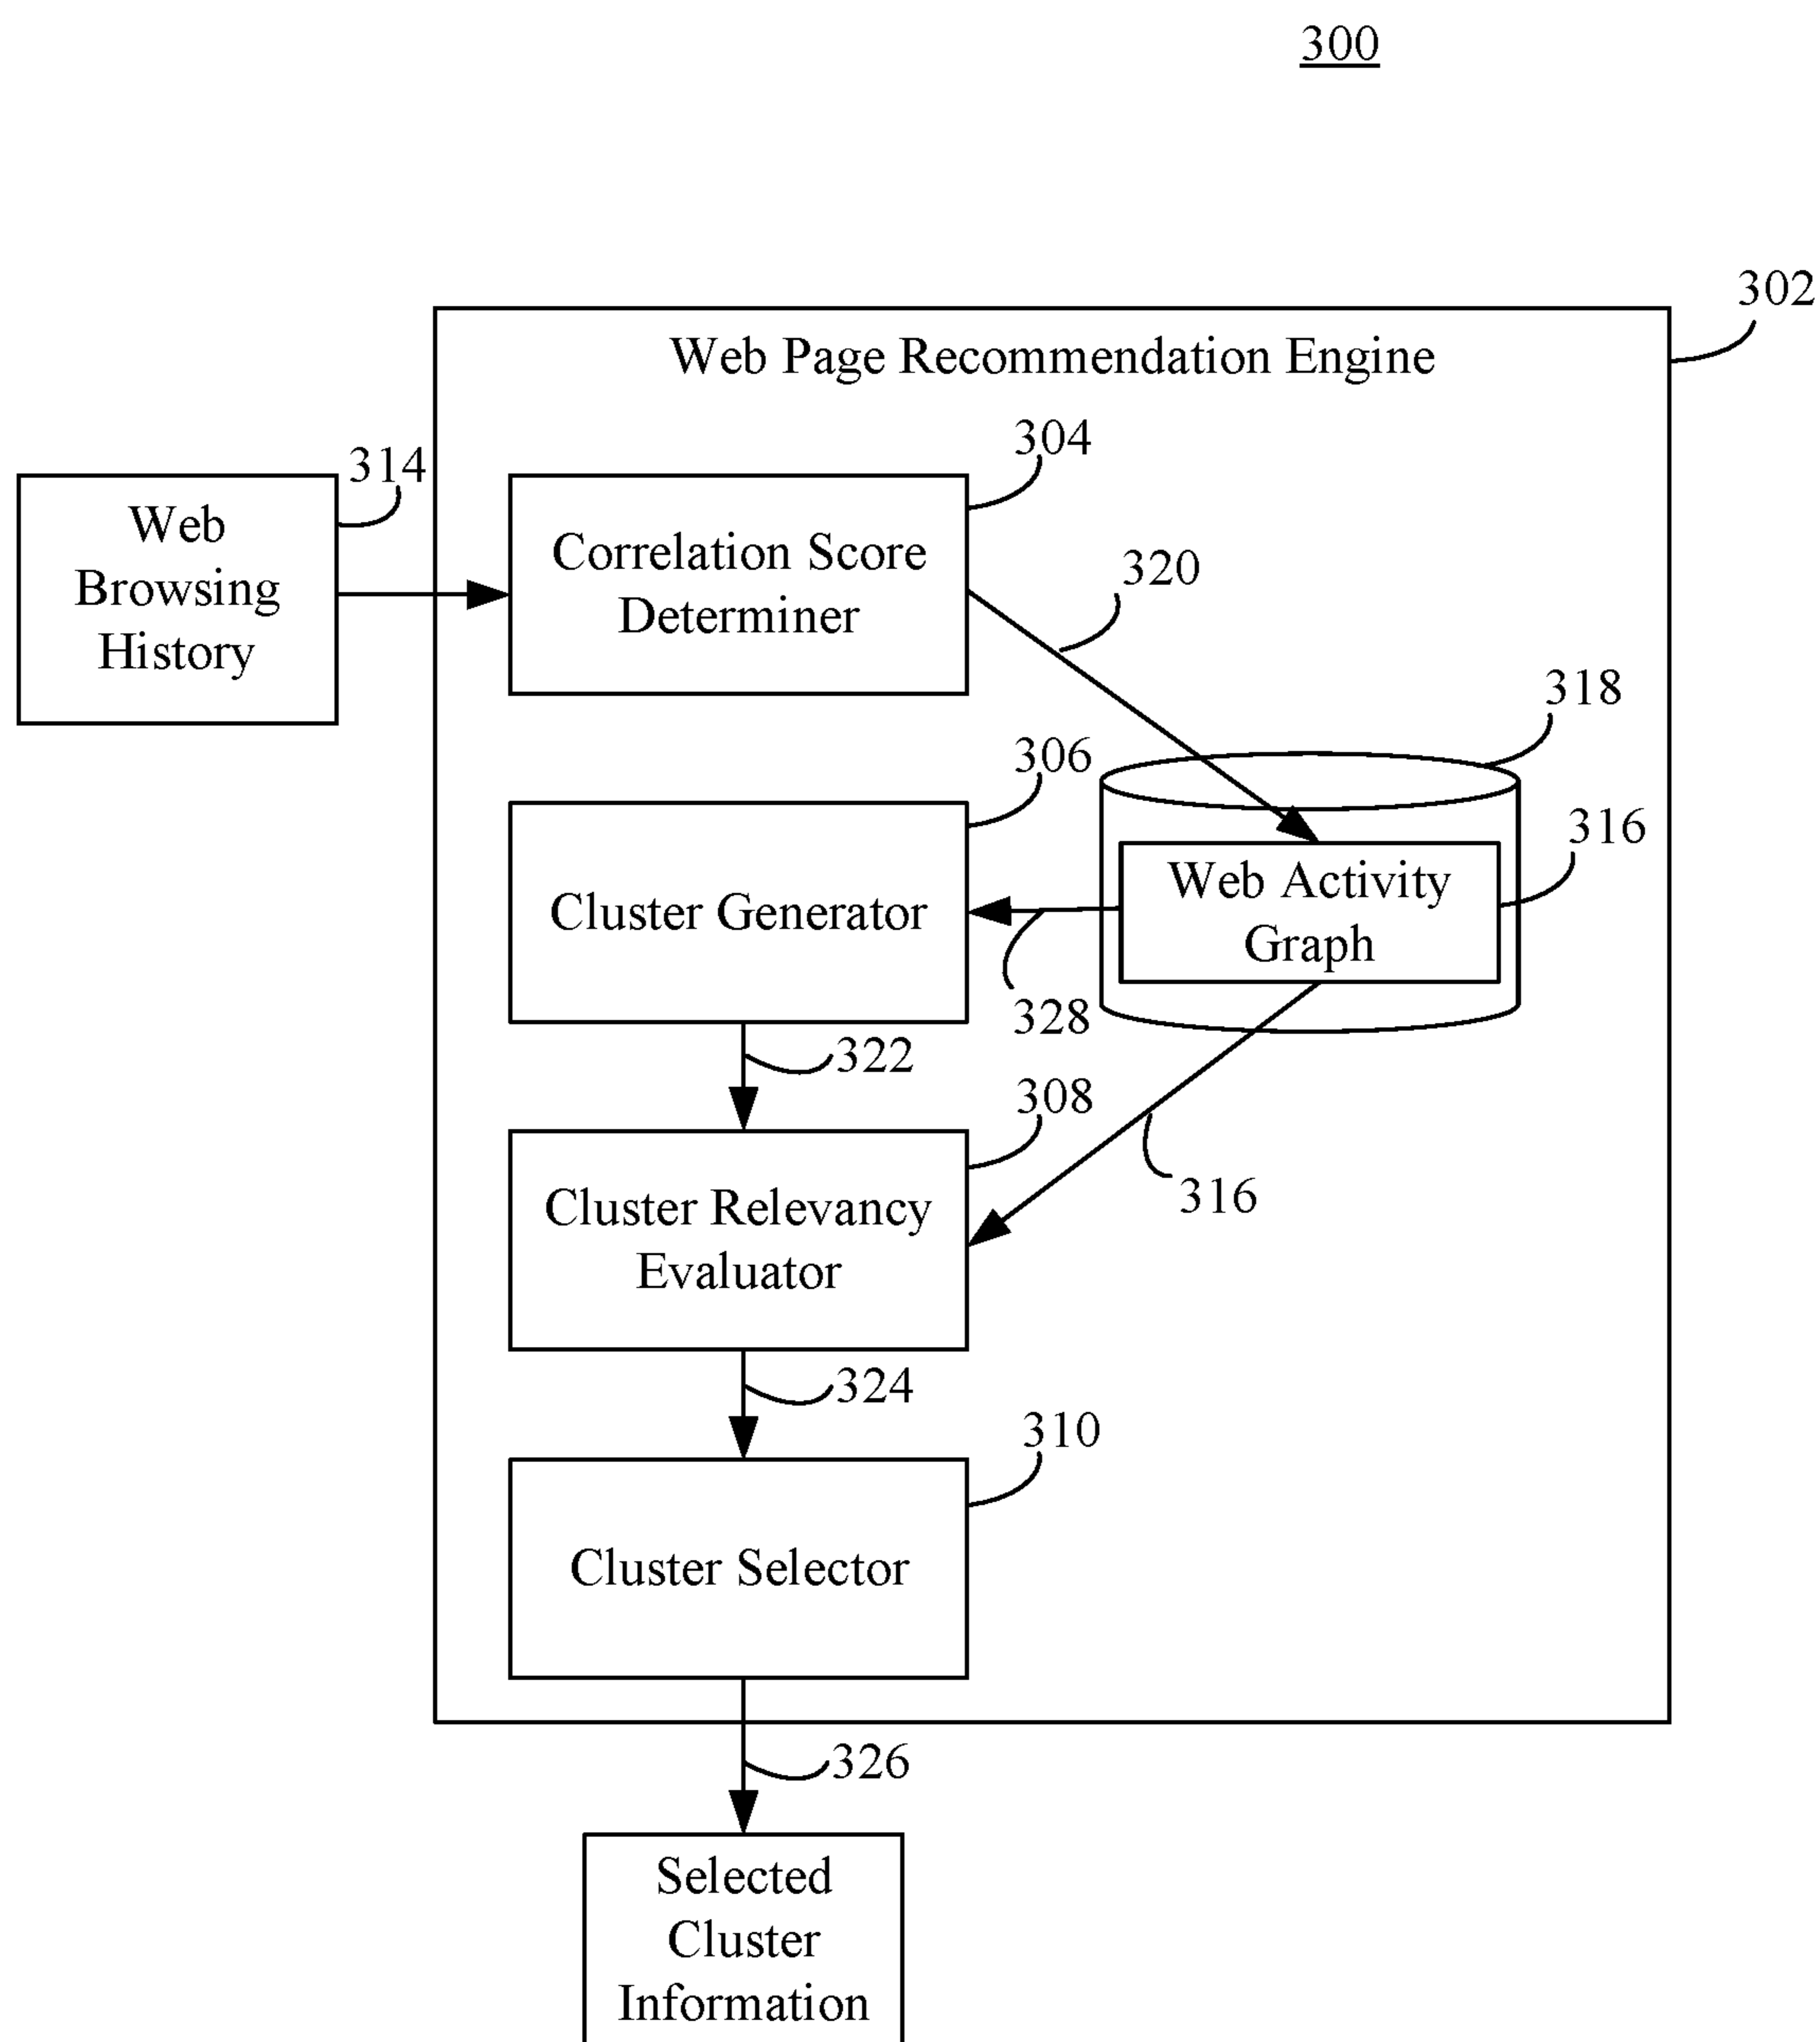 300
302
Web Page Recommendation Engine
304
314
Web
Browsing
History
Correlation Score
Determiner
320
318
306
316
Web Activity
Graph
Cluster Generator
328
322
308
316
Cluster Relevancy
Evaluator
324
310
Cluster Selector
326
Selected
Cluster
Information